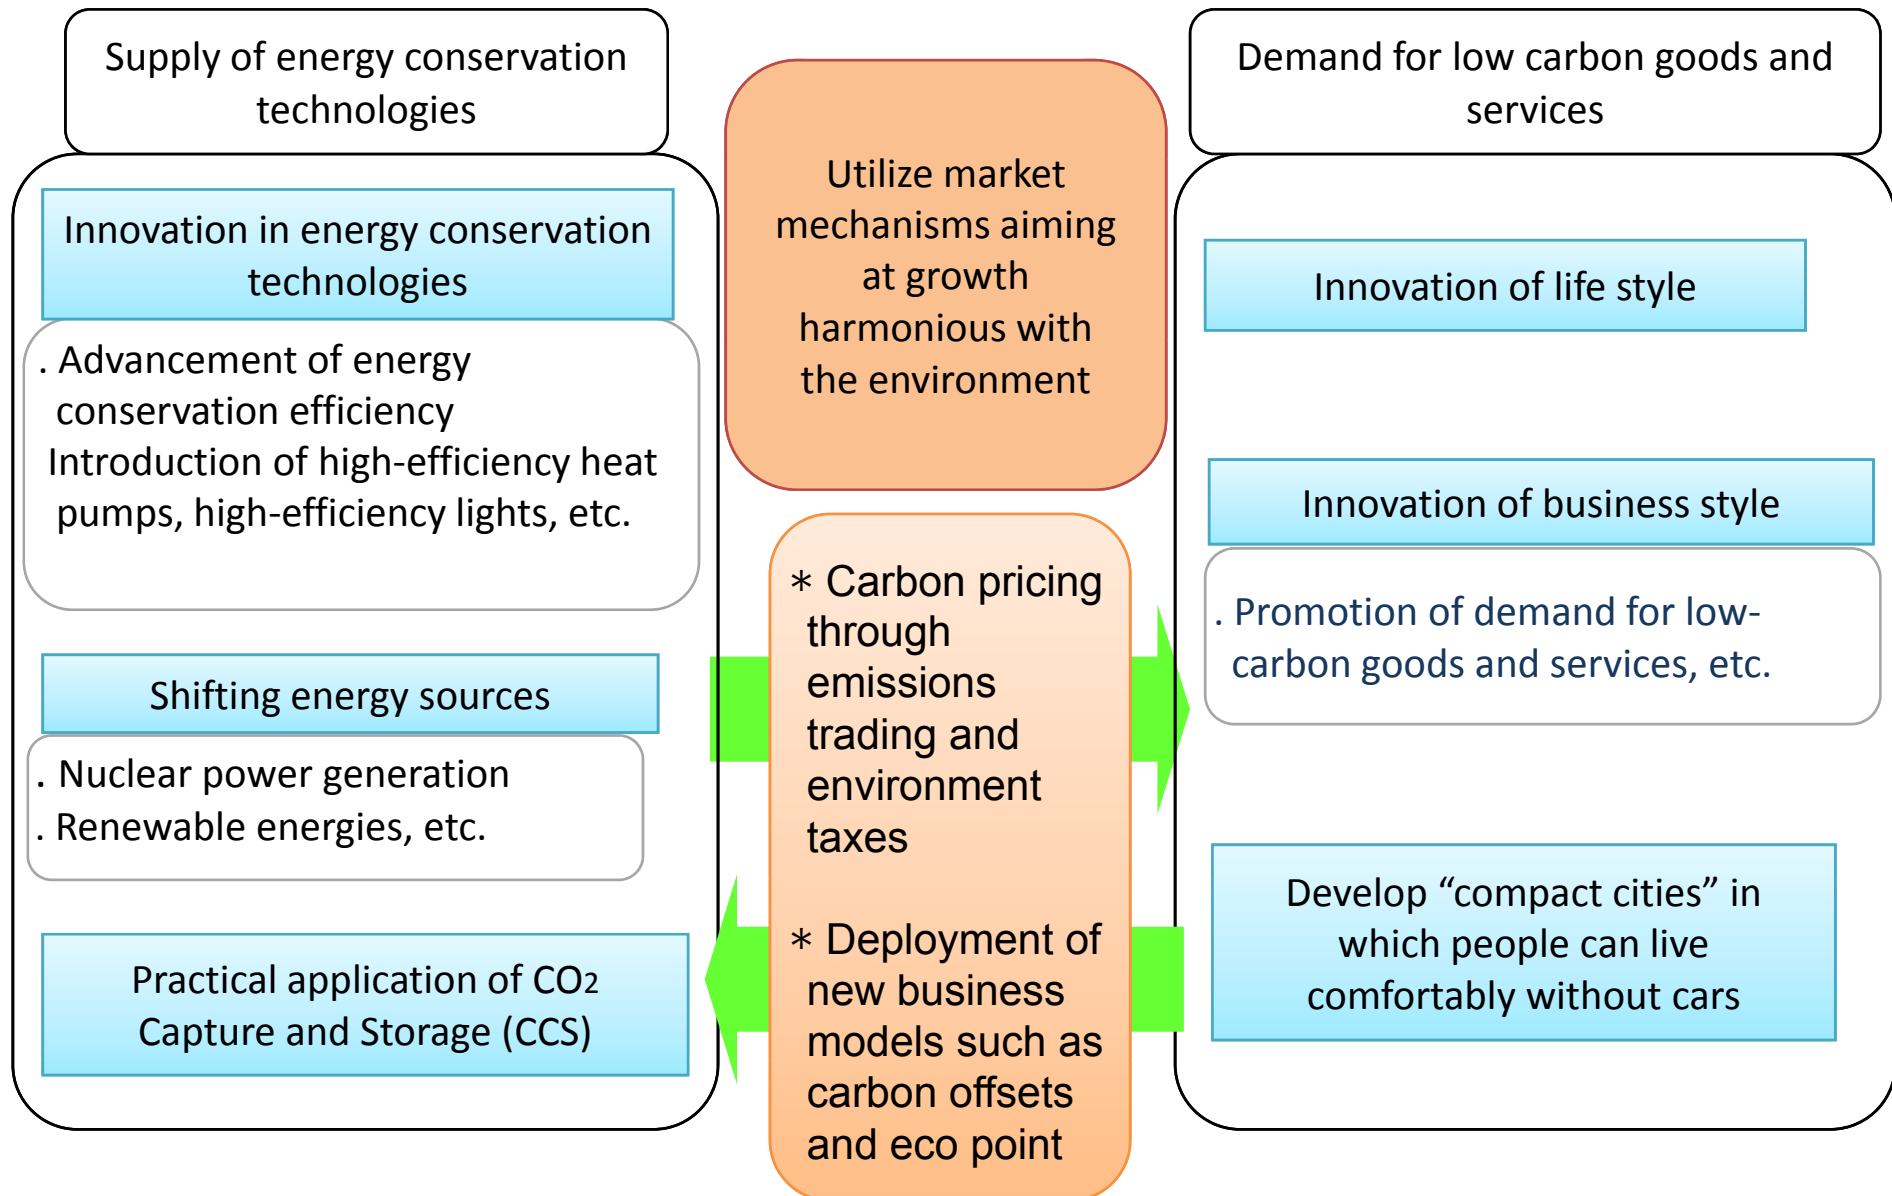 Supply of energy conservation
technologies
Innovation in energy conservation
technologies
. Advancement of energy
conservation efficiency
Introduction of high-efficiency heat
pumps, high-efficiency lights, etc.
Shifting energy sources
. Nuclear power generation
. Renewable energies, etc.
Practical application of CO2
Capture and Storage (CCS)
Utilize market
mechanisms aiming
at growth
harmonious with
the environment
* Carbon pricing
through
emissions
trading and
environment
taxes
* Deployment of
new business
models such as
carbon offsets
and eco point
Demand for low carbon goods and
services
Innovation of life style
Innovation of business style
. Promotion of demand for low-
carbon goods and services, etc.
Develop “compact cities” in
which people can live
comfortably without cars